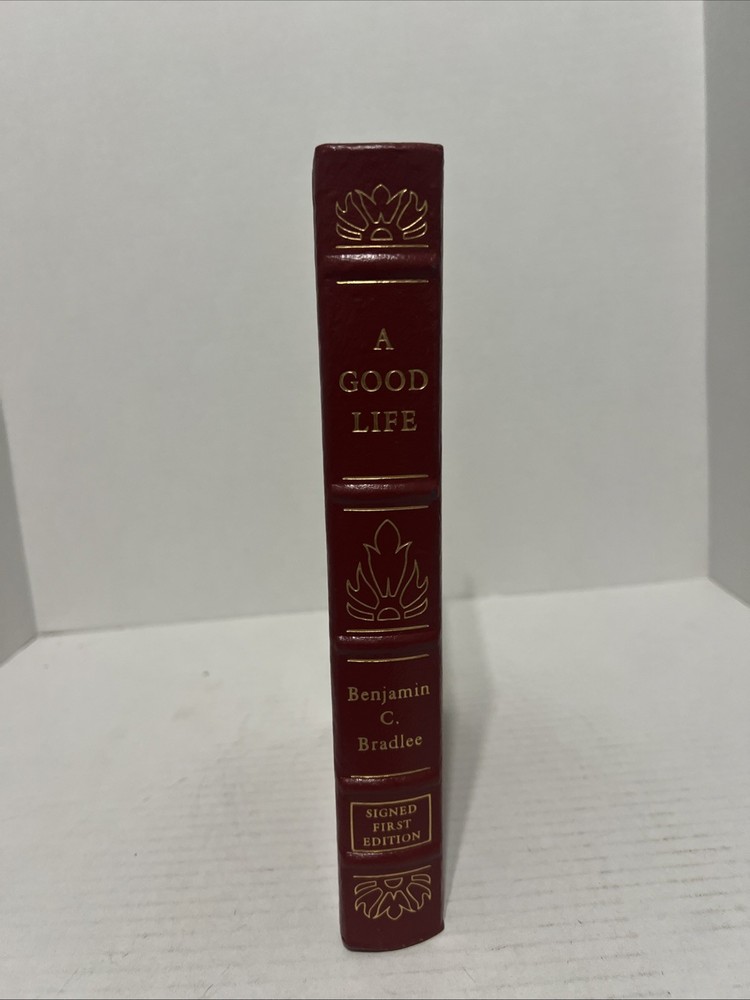 A
GOOD
LIFE
Benjamin
C.
Bradlee
SIGNED
FIRST
EDITION